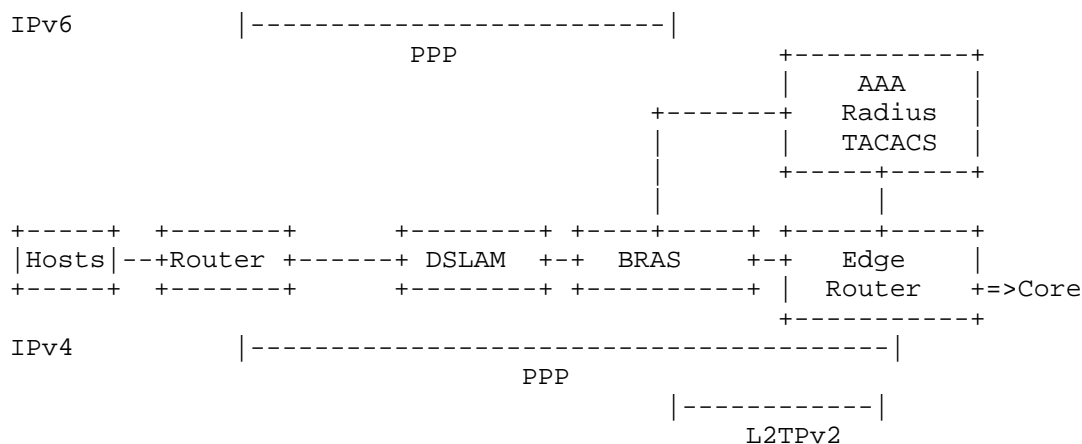 IPv6 |---------------------------|
PPP +-----------+
| AAA |
+-------+ Radius |
| | TACACS |
| +-----+-----+
| |
+-----+ +-------+ +--------+ +----+-----+ +-----+-----+
|Hosts|--+Router +------+ DSLAM +-+ BRAS +-+ Edge |
+-----+ +-------+ +--------+ +----------+ | Router +=>Core
+-----------+
IPv4 |----------------------------------------|
PPP
|------------|
L2TPv2